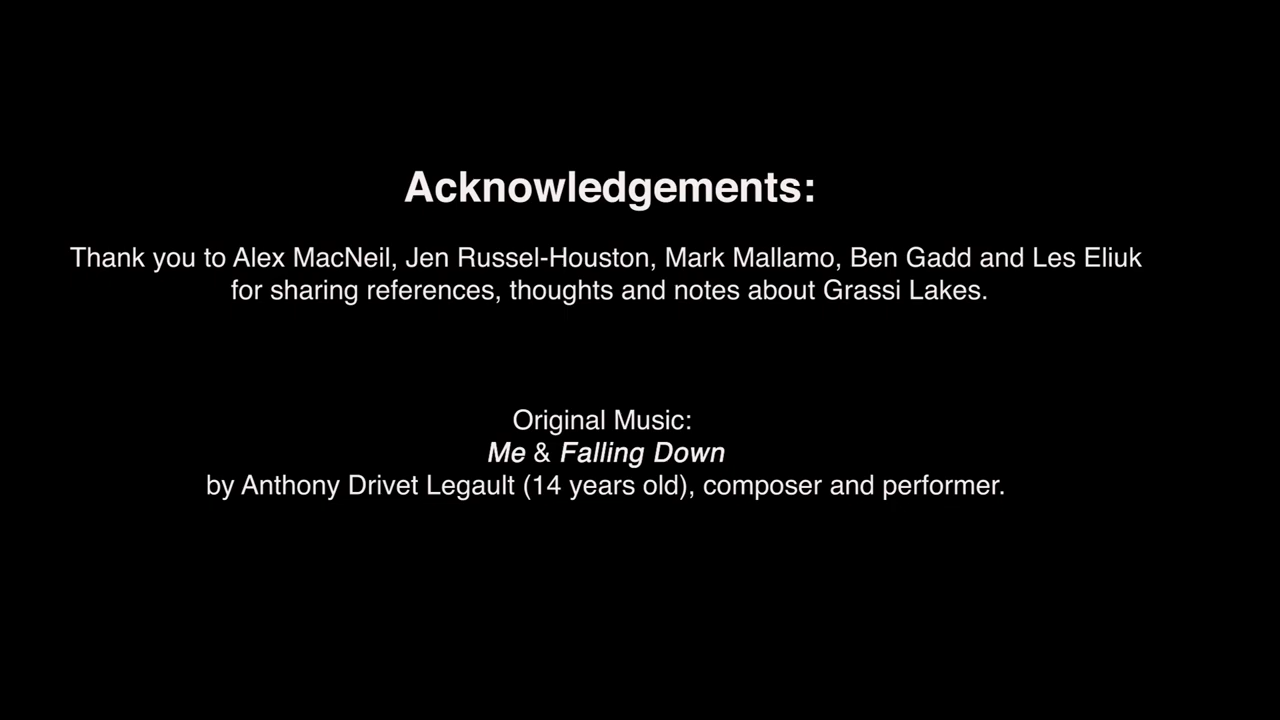 Acknowledgements:
Thank you to Alex MacNeil, Jen Russel-Houston, Mark Mallamo, Ben Gadd and Les Eliuk
for sharing references, thoughts and notes about Grassi Lakes.
Original Music:
Me & Falling Down
by Anthony Drivet Legault (14 years old), composer and performer.